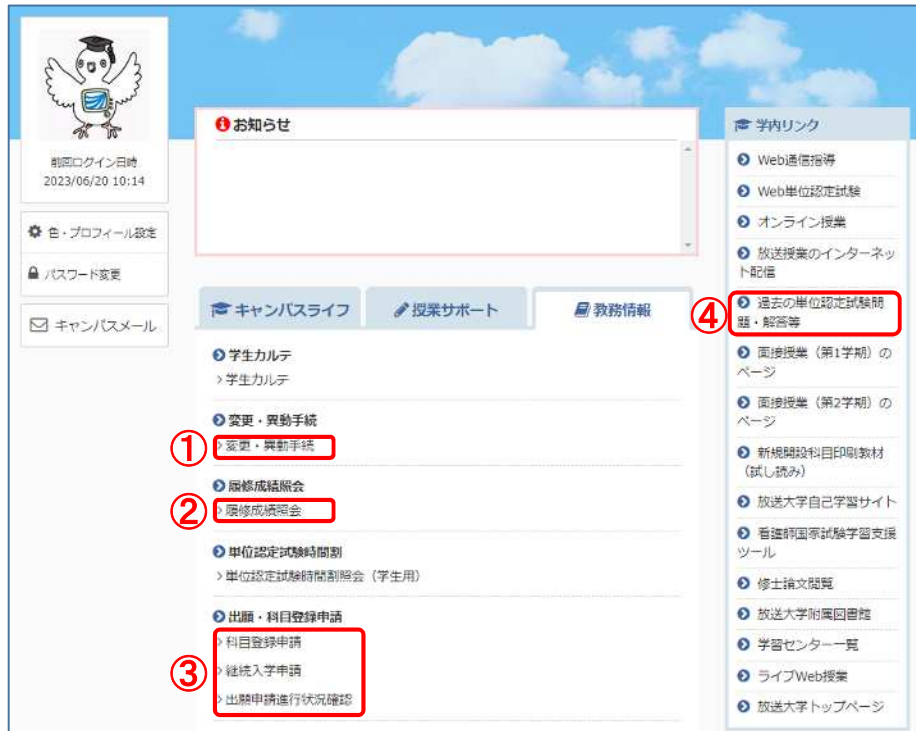 前回ログイン日時
2023/06/20 10:14
色・プロフィール設定
パスワード変更
キャンパスメール
お知らせ
キャンパスライフ
授業サポート
教務情報
学生カルテ
>学生カルテ
変更・異動手続
①
>変更・異動手続
履修成績照会
②
>履修成績照会
単位認定試験時間割
>単位認定試験時間割照会（学生用）
出願・科目登録申請
③
>科目登録申請
>継続入学申請
>出願申請進行状況確認
学内リンク
Web通信指導
Web単位認定試験
オンライン授業
放送授業のインターネッ
ト配信
④
過去の単位認定試験問
題・解答等
面接授業（第1学期）の
ページ
面接授業（第2学期）の
ページ
新規開設科目印刷教材
（試し読み）
放送大学自己学習サイト
看護師国家試験学習支援
ツール
修士論文閲覧
放送大学附属図書館
学習センター一覧
ライブWeb授業
放送大学トップページ